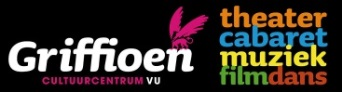 Griffioen
CULTUURCENTRUM VU
theater
cabaret
muziek
filmdans